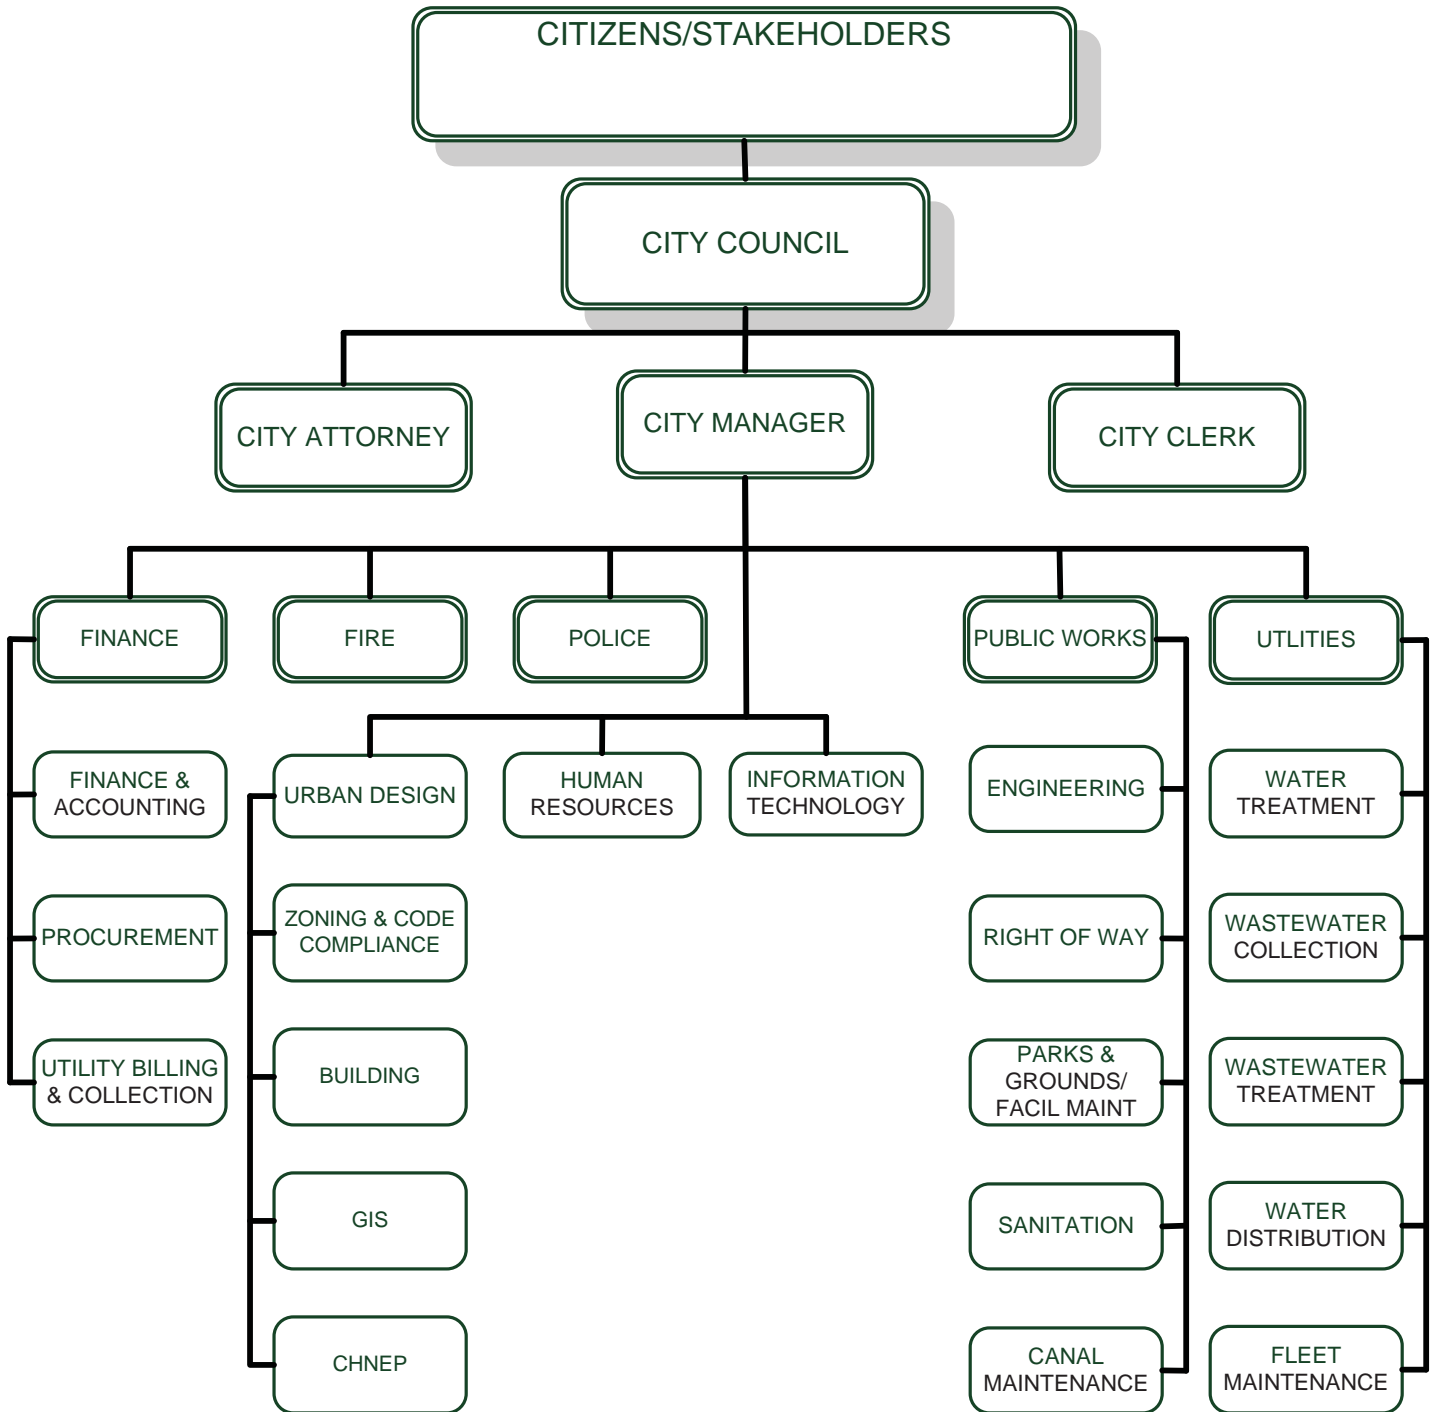 CITIZENS/STAKEHOLDERS
CITY COUNCIL
CITY ATTORNEY
CITY MANAGER
CITY CLERK
FINANCE
FIRE
POLICE
PUBLIC WORKS
UTLITIES
FINANCE &
ACCOUNTING
URBAN DESIGN
HUMAN
RESOURCES
INFORMATION
TECHNOLOGY
ENGINEERING
WATER
TREATMENT
PROCUREMENT
ZONING & CODE
COMPLIANCE
RIGHT OF WAY
WASTEWATER
COLLECTION
UTILITY BILLING
& COLLECTION
BUILDING
PARKS &
GROUNDS/
FACIL MAINT
WASTEWATER
TREATMENT
GIS
SANITATION
WATER
DISTRIBUTION
CHNEP
CANAL
MAINTENANCE
FLEET
MAINTENANCE